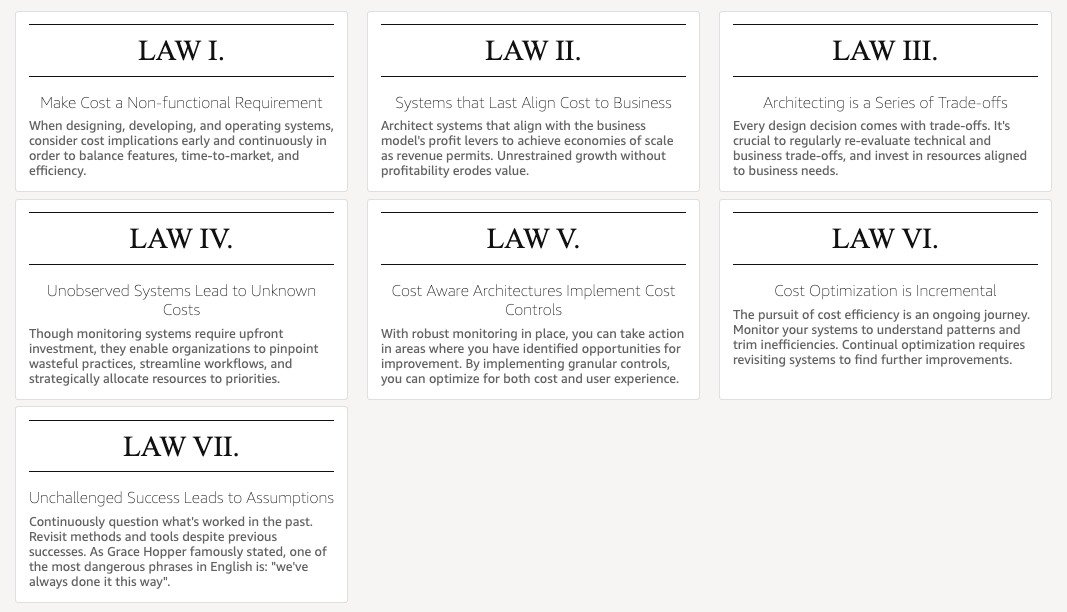 LAW I.
Make Cost a Non-functional Requirement
When designing, developing, and operating systems,
consider cost implications early and continuously in
order to balance features, time-to-market, and
efficiency.
LAW II.
Systems that Last Align Cost to Business
Architect systems that align with the business
model's profit levers to achieve economies of scale
as revenue permits. Unrestrained growth without
profitability erodes value.
LAW III.
Architecting is a Series of Trade-offs
Every design decision comes with trade-offs. It's
crucial to regularly re-evaluate technical and
business trade-offs, and invest in resources aligned
to business needs.
LAW IV.
Unobserved Systems Lead to Unknown
Costs
Though monitoring systems require upfront
investment, they enable organizations to pinpoint
wasteful practices, streamline workflows, and
strategically allocate resources to priorities.
LAW V.
Cost Aware Architectures Implement Cost
Controls
With robust monitoring in place, you can take action
in areas where you have identified opportunities for
improvement. By implementing granular controls,
you can optimize for both cost and user experience.
LAW VI.
Cost Optimization is Incremental
The pursuit of cost efficiency is an ongoing journey.
Monitor your systems to understand patterns and
trim inefficiencies. Continual optimization requires
revisiting systems to find further improvements.
LAW VII.
Unchallenged Success Leads to Assumptions
Continuously question what's worked in the past.
Revisit methods and tools despite previous
successes. As Grace Hopper famously stated, one of
the most dangerous phrases in English is: "we've
always done it this way".